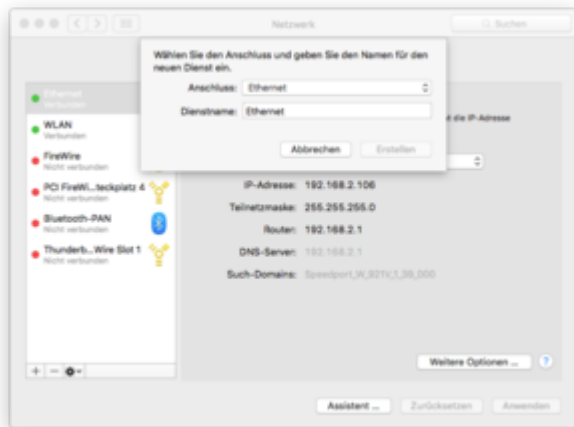 Netzwerk
Suchen
Wählen Sie den Anschluss und geben Sie den Namen für den
neuen Dienst ein.
Anschluss: Ethernet
Dienstname: Ethernet
Abbrechen
Erstellen
Ethernet
Verbunden
WLAN
Verbunden
FireWire
Nicht verbunden
PCI FireWi...teckplatz 4
Nicht verbunden
Bluetooth-PAN
Nicht verbunden
Thunderb...Wire Slot 1
Nicht verbunden
t die IP-Adresse
IP-Adresse: 192.168.2.106
Teilnetzmaske: 255.255.255.0
Router: 192.168.2.1
DNS-Server: 192.168.2.1
Such-Domains: Speedport_W_921V_1_39_000
Weitere Optionen ...
?
Assistent ...
Zurücksetzen
Anwenden